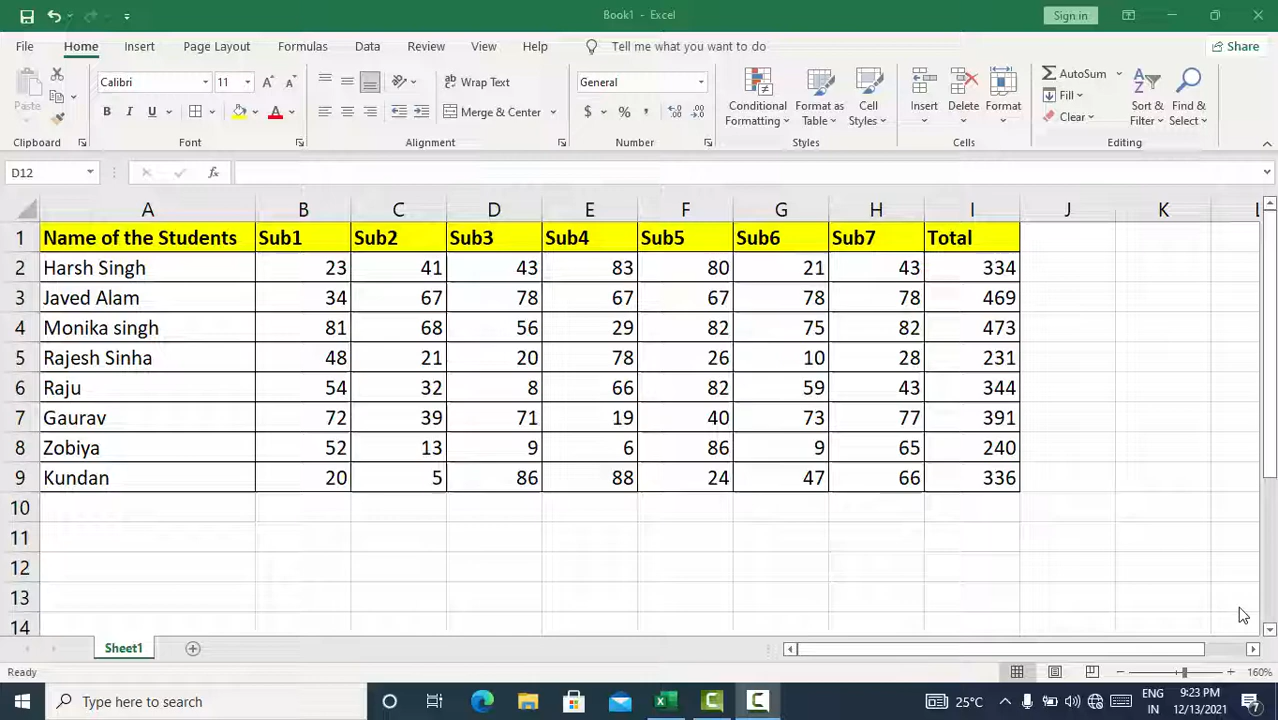 Book1 - Excel
Sign in
File Home Insert Page Layout Formulas Data Review View Help Tell me what you want to do Share
Paste
Calibri 11
B I U A
Wrap Text
Merge & Center
General
$ % ,
Conditional Formatting
Format as Table
Cell Styles
Insert
Delete
Format
AutoSum
Fill
Clear
Sort & Filter
Find & Select
Clipboard Font Alignment Number Styles Cells Editing
D12 fx
A B C D E F G H I J K L
1 Name of the Students Sub1 Sub2 Sub3 Sub4 Sub5 Sub6 Sub7 Total
2 Harsh Singh 23 41 43 83 80 21 43 334
3 Javed Alam 34 67 78 67 67 78 78 469
4 Monika singh 81 68 56 29 82 75 82 473
5 Rajesh Sinha 48 21 20 78 26 10 28 231
6 Raju 54 32 8 66 82 59 43 344
7 Gaurav 72 39 71 19 40 73 77 391
8 Zobiya 52 13 9 6 86 9 65 240
9 Kundan 20 5 86 88 24 47 66 336
10
11
12
13
14
Sheet1
Ready 160%
Type here to search
25°C
ENG
IN
9:23 PM
12/13/2021
7